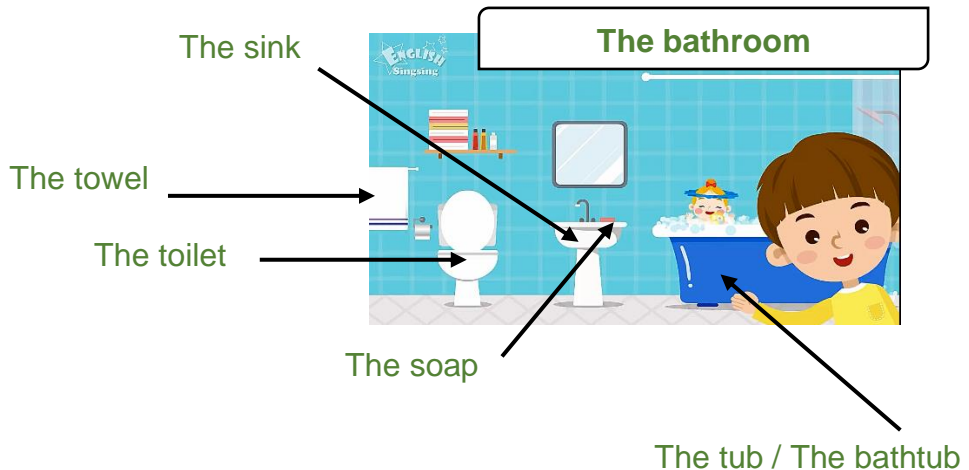 The bathroom
The sink
ENGLISH
Singsing
The towel
The toilet
The soap
The tub / The bathtub